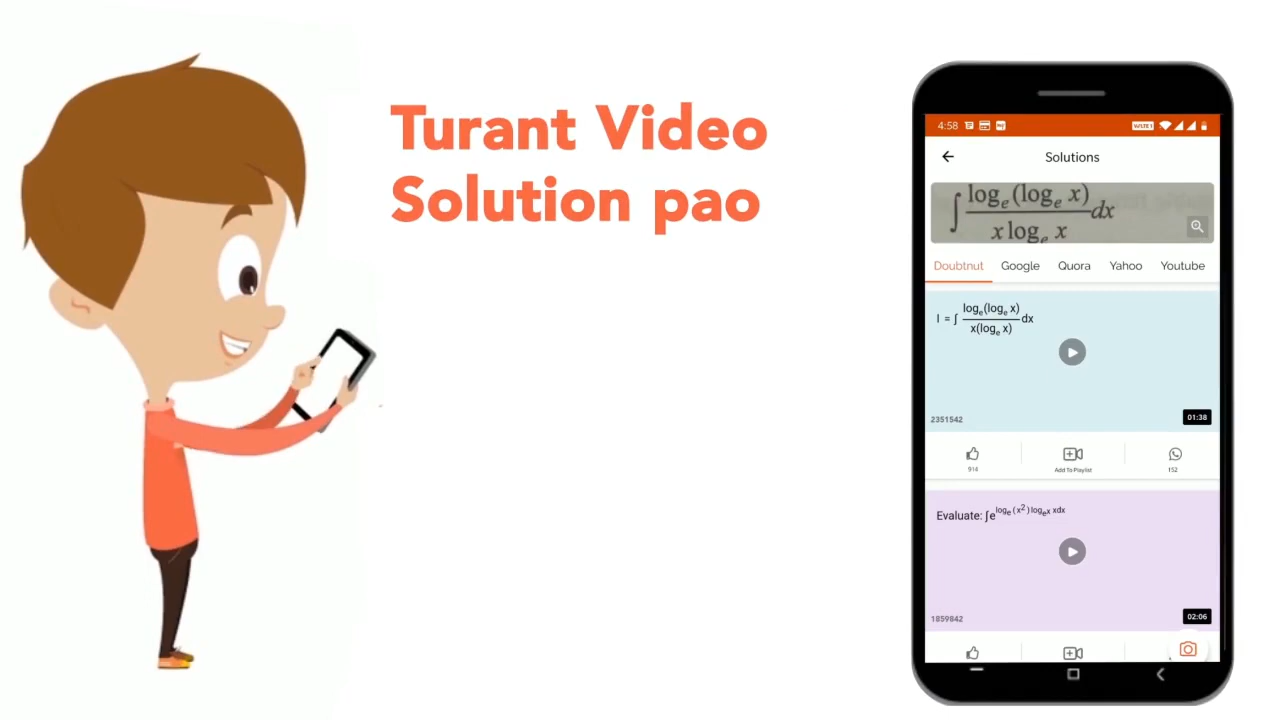 Turant Video
Solution pao
4:58
VoLTE1
Solutions
∫ logₑ(logₑ x) / x logₑ x dx
Doubtnut Google Quora Yahoo Youtube
I = ∫ logₑ(logₑ x) / x(logₑ x) dx
2351542 01:38
914 Add To Playlist 152
Evaluate: ∫e^logₑ(x²)logₑx xdx
1859842 02:06